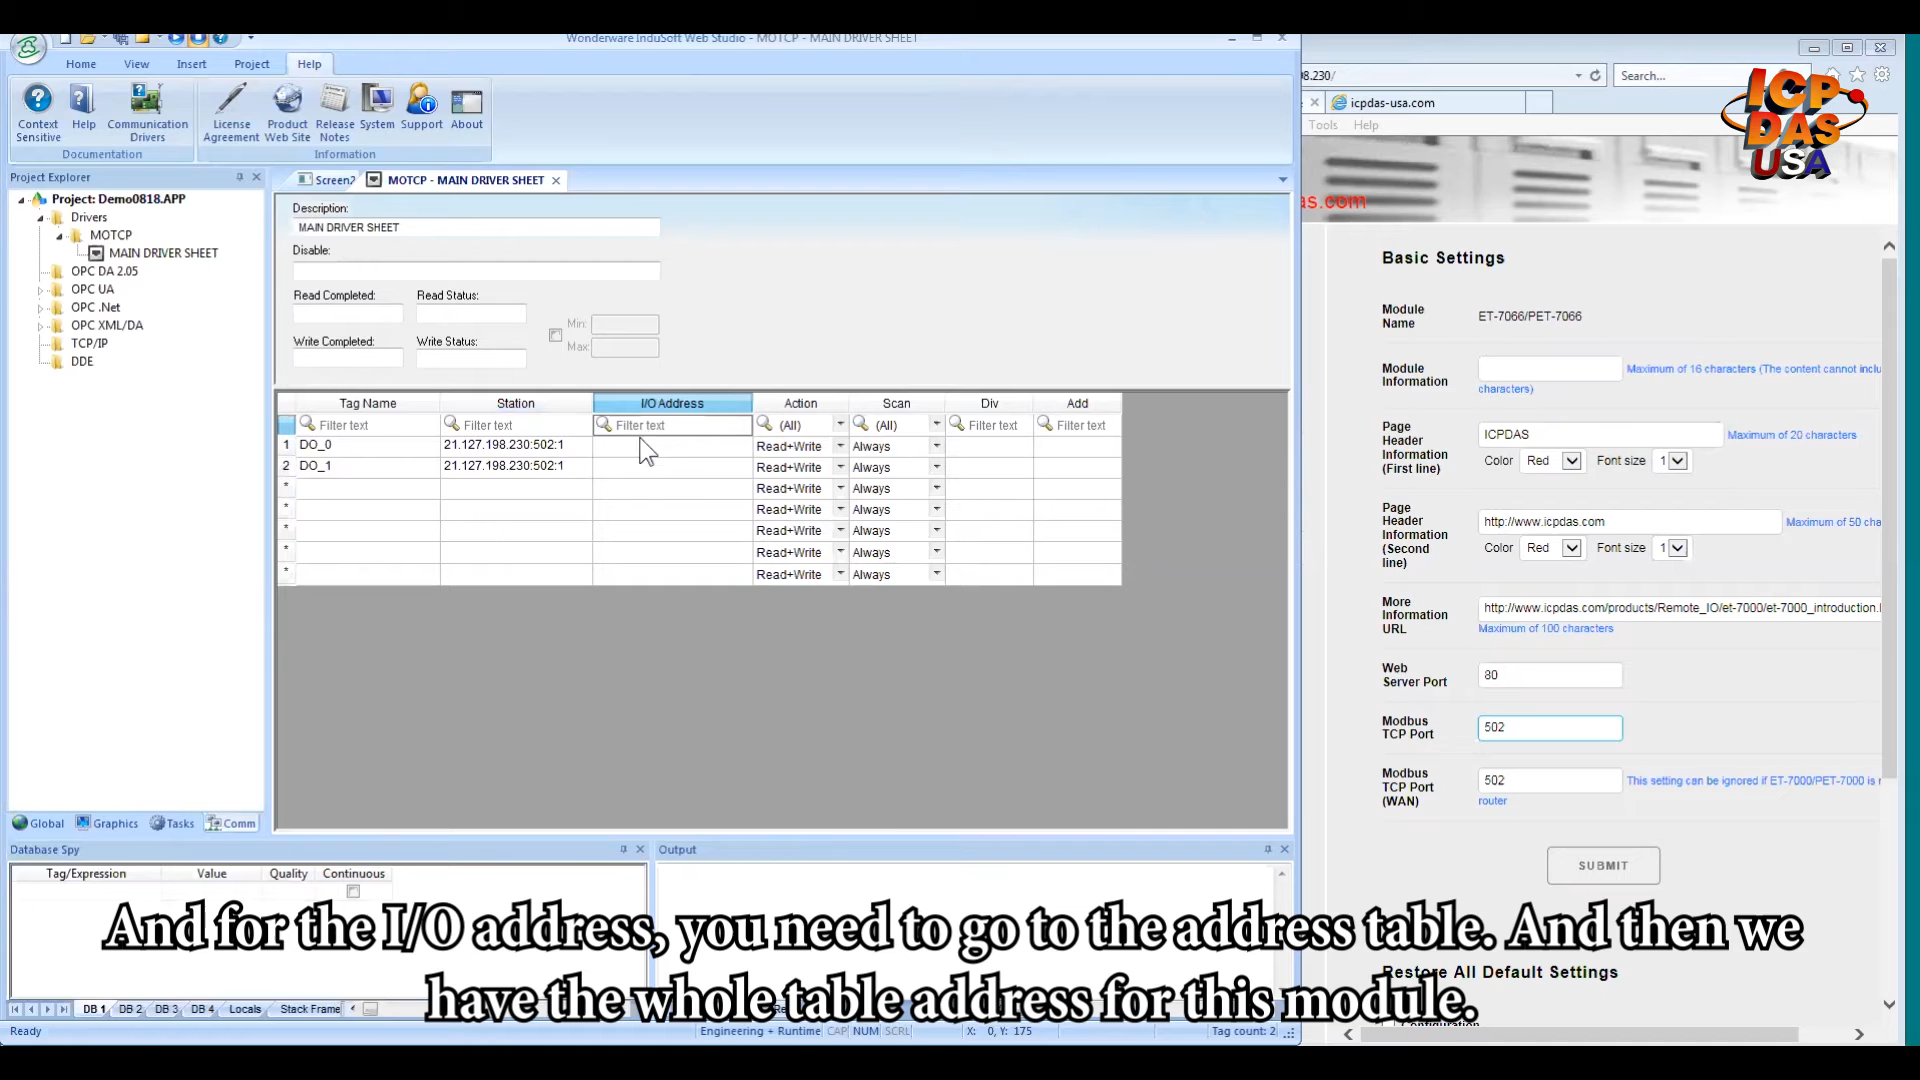 Wonderware InduSoft Web Studio - MOTCP - MAIN DRIVER SHEET
Home View Insert Project Help
Context Sensitive
Help
Communication Drivers
License Agreement
Product Web Site
Release Notes
System
Support
About
Documentation
Information
Project Explorer
Project: Demo0818.APP
Drivers
MOTCP
MAIN DRIVER SHEET
OPC DA 2.05
OPC UA
OPC .Net
OPC XML/DA
TCP/IP
DDE
Global Graphics Tasks Comm
Screen2 MOTCP - MAIN DRIVER SHEET
Description:
MAIN DRIVER SHEET
Disable:
Read Completed: Read Status:
Write Completed: Write Status:
Min:
Max:
Tag Name Station I/O Address Action Scan Div Add
Filter text Filter text Filter text (All) (All) Filter text Filter text
1 DO_0 21.127.198.230:502:1 Read+Write Always
2 DO_1 21.127.198.230:502:1 Read+Write Always
* Read+Write Always
* Read+Write Always
* Read+Write Always
* Read+Write Always
* Read+Write Always
Database Spy
Tag/Expression Value Quality Continuous
DB 1 DB 2 DB 3 DB 4 Locals Stack Frame
Output
Ready Engineering + Runtime CAP NUM SCRL X: 0, Y: 175 Tag count: 2
8.230/
Search...
icpdas-usa.com
Tools Help
ICP
DAS
USA
as.com
Basic Settings
Module Name ET-7066/PET-7066
Module Information
Maximum of 16 characters (The content cannot inclu
characters)
Page Header Information (First line)
ICPDAS Maximum of 20 characters
Color Red Font size 1
Page Header Information (Second line)
http://www.icpdas.com Maximum of 50 cha
Color Red Font size 1
More Information URL
http://www.icpdas.com/products/Remote_IO/et-7000/et-7000_introduction.
Maximum of 100 characters
Web Server Port 80
Modbus TCP Port 502
Modbus TCP Port (WAN) 502
This setting can be ignored if ET-7000/PET-7000 is
router
SUBMIT
Restore All Default Settings
And for the I/O address, you need to go to the address table. And then we
have the whole table address for this module.